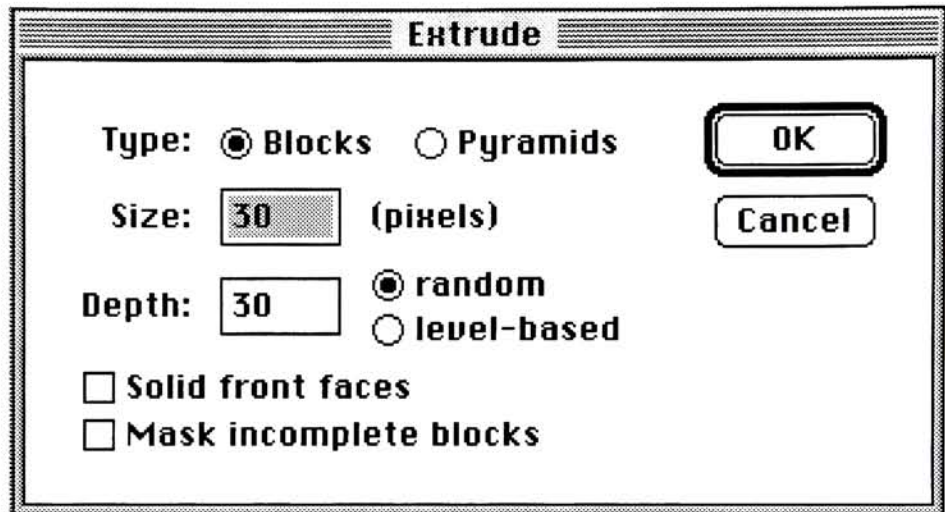 Extrude
Type: Blocks Pyramids OK
Size: 30 (pixels) Cancel
Depth: 30 random
level-based
Solid front faces
Mask incomplete blocks